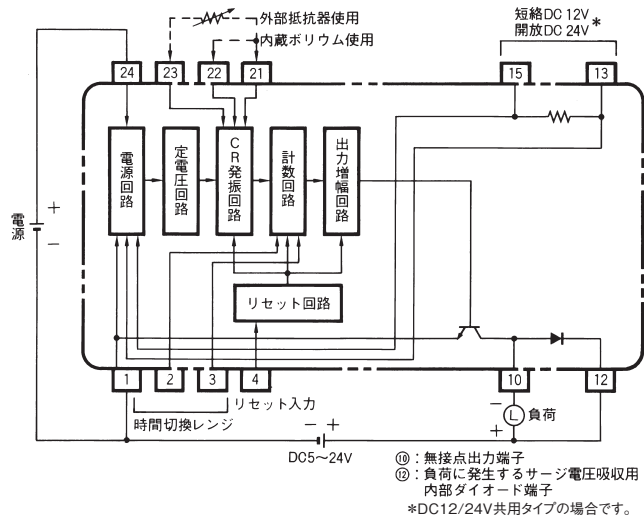 外部抵抗器使用
内蔵ボリウム使用
短絡DC 12V
開放DC 24V*
24
23
22
21
15
13
電源回路
定電圧回路
CR発振回路
計数回路
出力増幅回路
電源
+
−
リセット回路
1
2
3
4
10
12
リセット入力
時間切換レンジ
− +
DC5〜24V
−
L 負荷
+
⑩：無接点出力端子
⑫：負荷に発生するサージ電圧吸収用
内部ダイオード端子
*DC12/24V共用タイプの場合です。